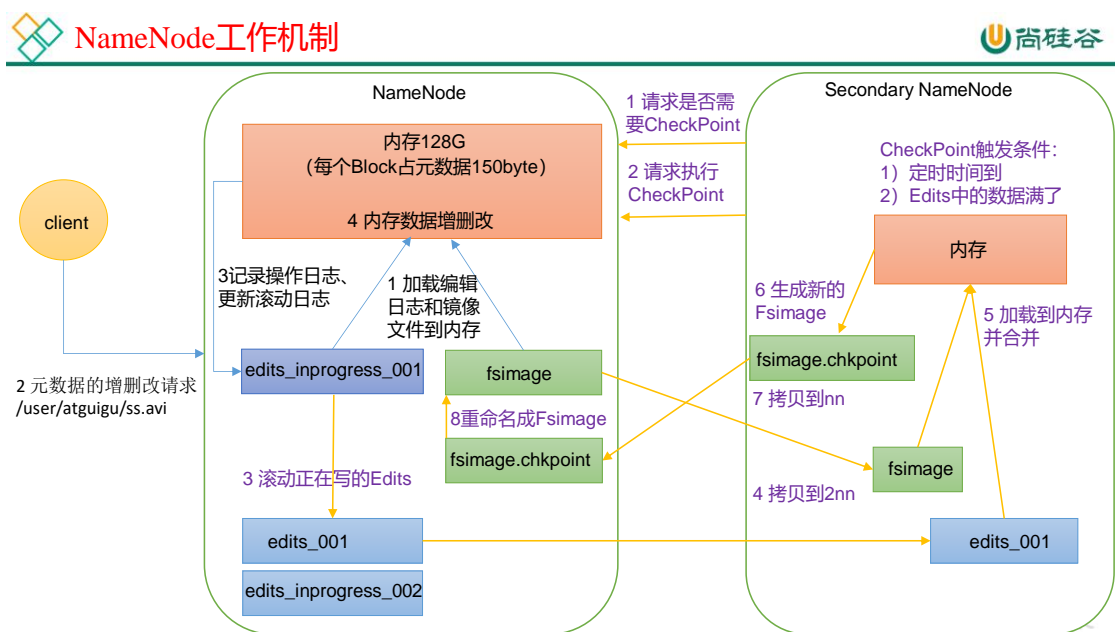 NameNode工作机制
尚硅谷
NameNode
Secondary NameNode
1 请求是否需
要CheckPoint
内存128G
（每个Block占元数据150byte）
4 内存数据增删改
CheckPoint触发条件：
1）定时时间到
2）Edits中的数据满了
2 请求执行
CheckPoint
client
内存
3记录操作日志、
更新滚动日志
1 加载编辑
日志和镜像
文件到内存
6 生成新的
Fsimage
5 加载到内存
并合并
edits_inprogress_001
fsimage
fsimage.chkpoint
2 元数据的增删改请求
/user/atguigu/ss.avi
7 拷贝到nn
8重命名成Fsimage
fsimage.chkpoint
fsimage
3 滚动正在写的Edits
4 拷贝到2nn
edits_001
edits_001
edits_inprogress_002